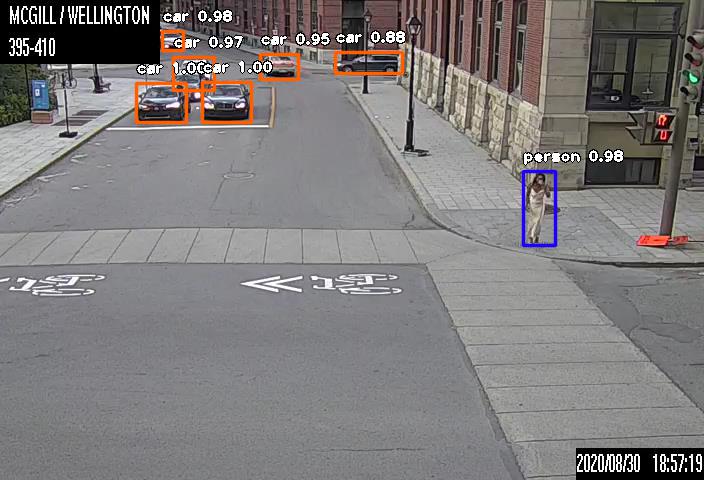 MCGILL / WELLINGTON
395-410
car 0.98
car 0.97
car 0.95
car 0.88
car 1.00
car 1.00
person 0.98
2020/08/30 18:57:19